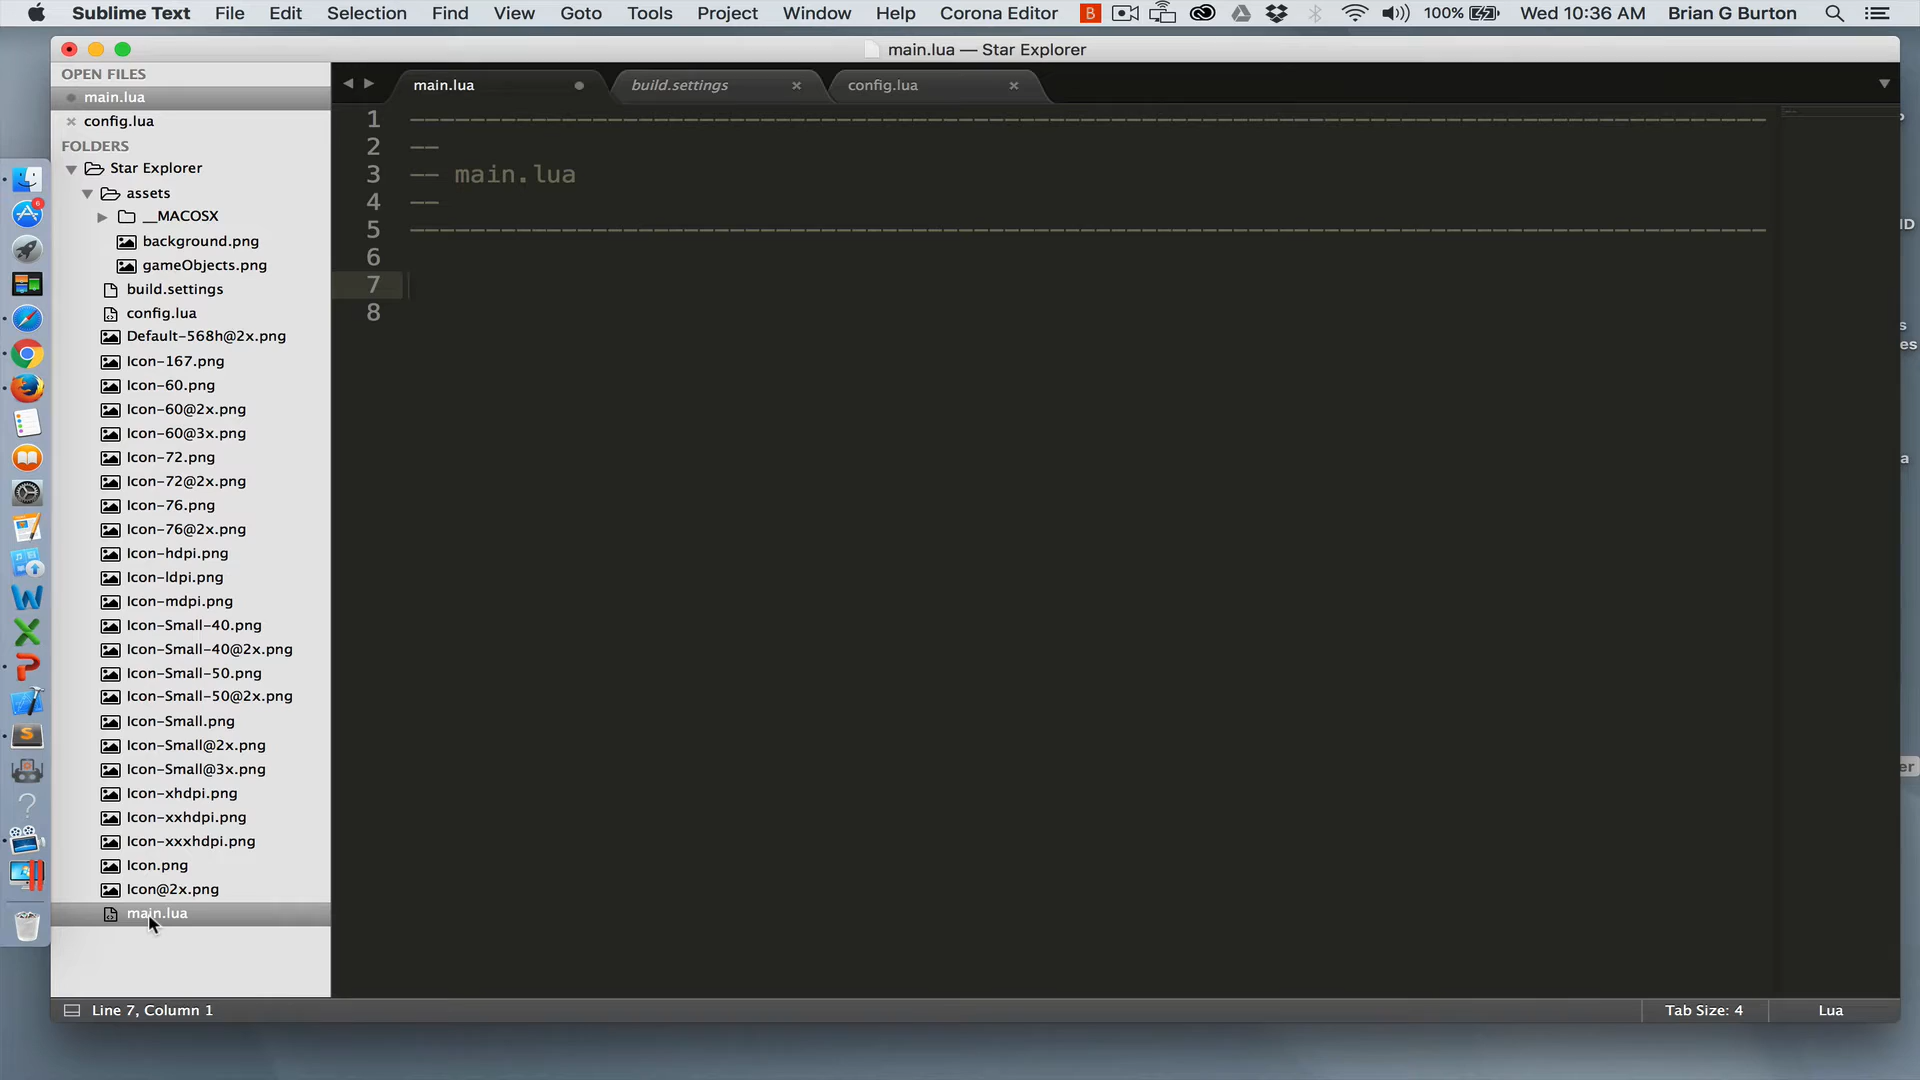 Sublime Text File Edit Selection Find View Goto Tools Project Window Help Corona Editor B 100% Wed 10:36 AM Brian G Burton
main.lua — Star Explorer
OPEN FILES
main.lua
config.lua
FOLDERS
Star Explorer
assets
__MACOSX
background.png
gameObjects.png
build.settings
config.lua
Default-568h@2x.png
Icon-167.png
Icon-60.png
Icon-60@2x.png
Icon-60@3x.png
Icon-72.png
Icon-72@2x.png
Icon-76.png
Icon-76@2x.png
Icon-hdpi.png
Icon-ldpi.png
Icon-mdpi.png
Icon-Small-40.png
Icon-Small-40@2x.png
Icon-Small-50.png
Icon-Small-50@2x.png
Icon-Small.png
Icon-Small@2x.png
Icon-Small@3x.png
Icon-xhdpi.png
Icon-xxhdpi.png
Icon-xxxhdpi.png
Icon.png
Icon@2x.png
main.lua
main.lua build.settings config.lua
1 -----------------------------------------------------------------------------------------
2 --
3 -- main.lua
4 --
5 -----------------------------------------------------------------------------------------
6
7
8
Line 7, Column 1 Tab Size: 4 Lua